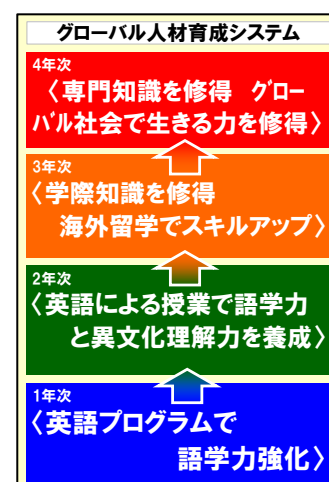 グローバル人材育成システム
4年次
〈専門知識を修得 グロー
バル社会で生きる力を修得〉
3年次
〈学際知識を修得
海外留学でスキルアップ〉
2年次
〈英語による授業で語学力
と異文化理解力を養成〉
1年次
〈英語プログラムで
語学力強化〉